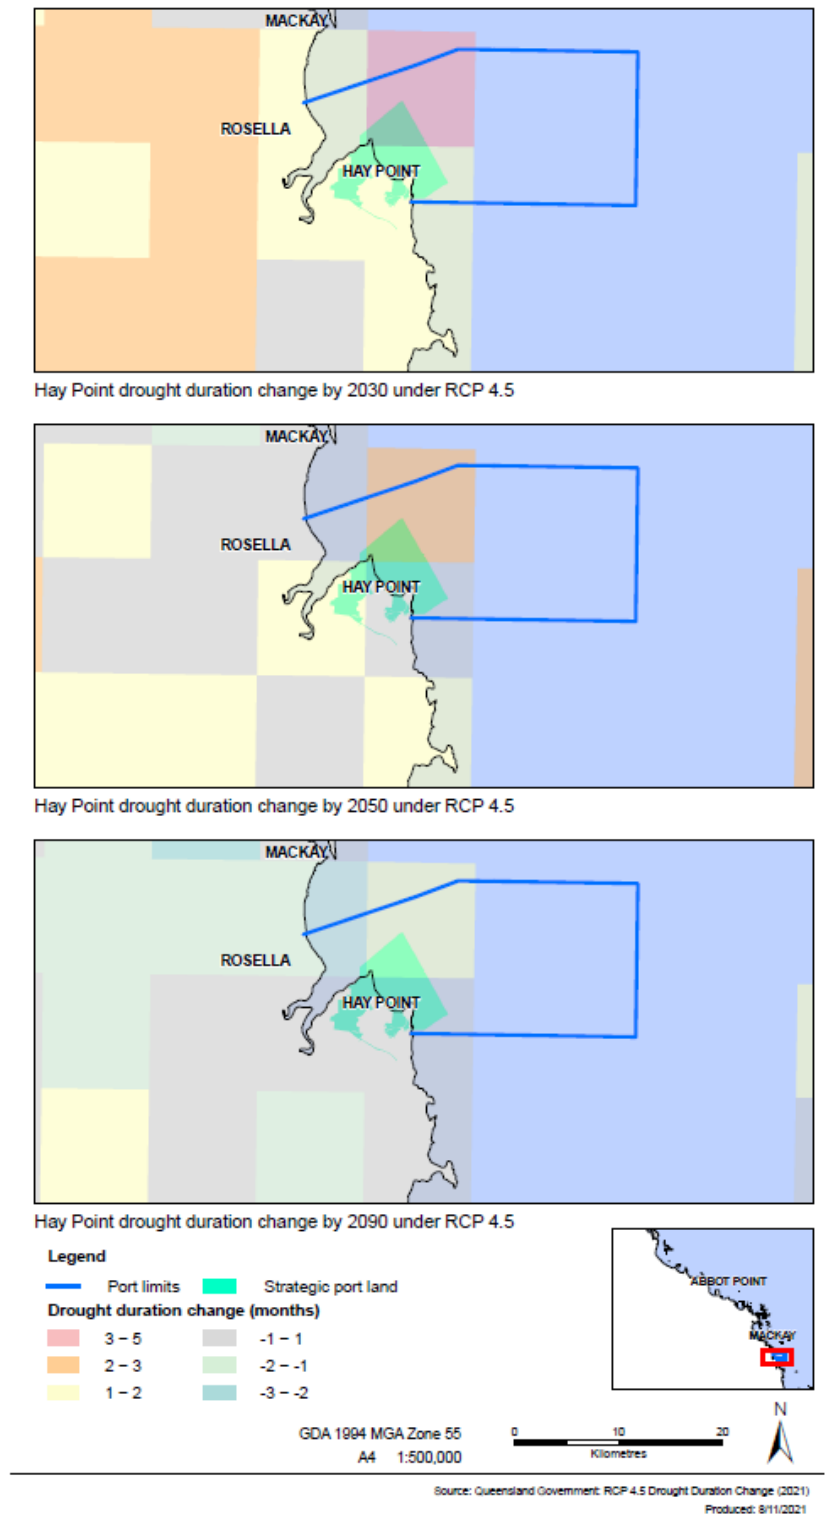 MACKAY
ROSELLA
HAY POINT
Hay Point drought duration change by 2030 under RCP 4.5
MACKAY
ROSELLA
HAY POINT
Hay Point drought duration change by 2050 under RCP 4.5
MACKAY
ROSELLA
HAY POINT
Hay Point drought duration change by 2090 under RCP 4.5
Legend
Port limits
Strategic port land
Drought duration change (months)
3 – 5
-1 – 1
2 – 3
-2 – -1
1 – 2
-3 – -2
ABBOT POINT
MACKAY
N
GDA 1994 MGA Zone 55
A4 1:500,000
0 10 20
Kilometres
Source: Queensland Government: RCP 4.5 Drought Duration Change (2021)
Produced: 8/11/2021